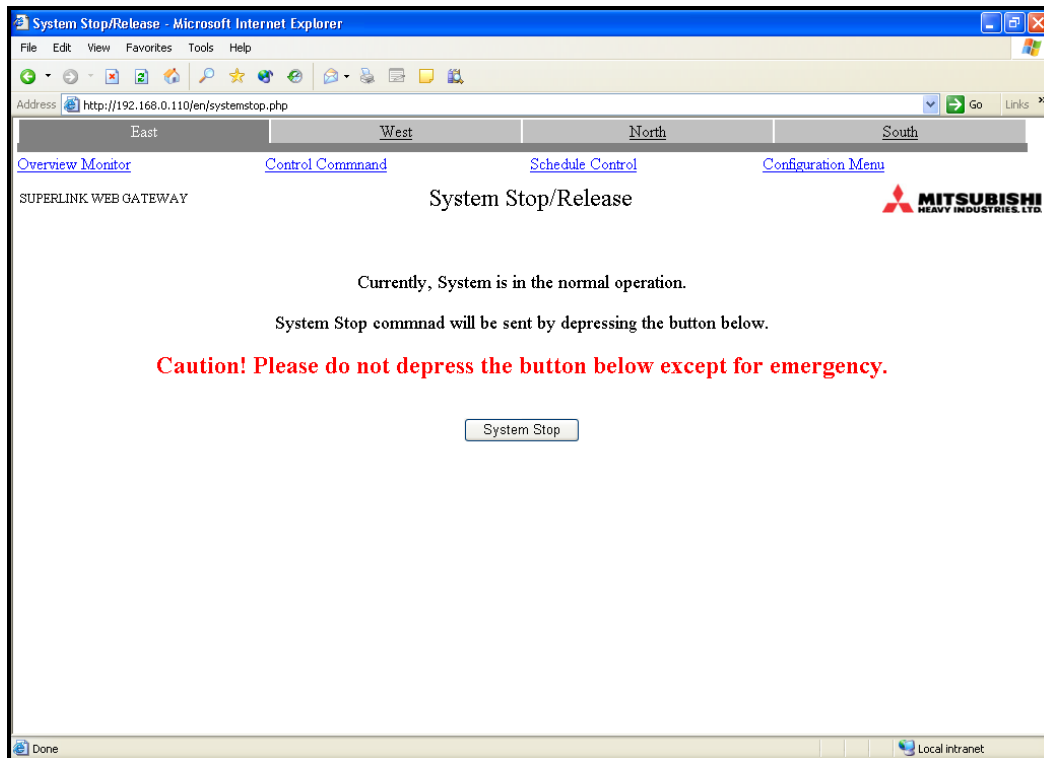 System Stop/Release - Microsoft Internet Explorer
File Edit View Favorites Tools Help
Address http://192.168.0.110/en/systemstop.php Go Links »
East West North South
Overview Monitor Control Commnand Schedule Control Configuration Menu
SUPERLINK WEB GATEWAY System Stop/Release MITSUBISHI
HEAVY INDUSTRIES, LTD.
Currently, System is in the normal operation.
System Stop commnad will be sent by depressing the button below.
Caution! Please do not depress the button below except for emergency.
System Stop
Done Local intranet